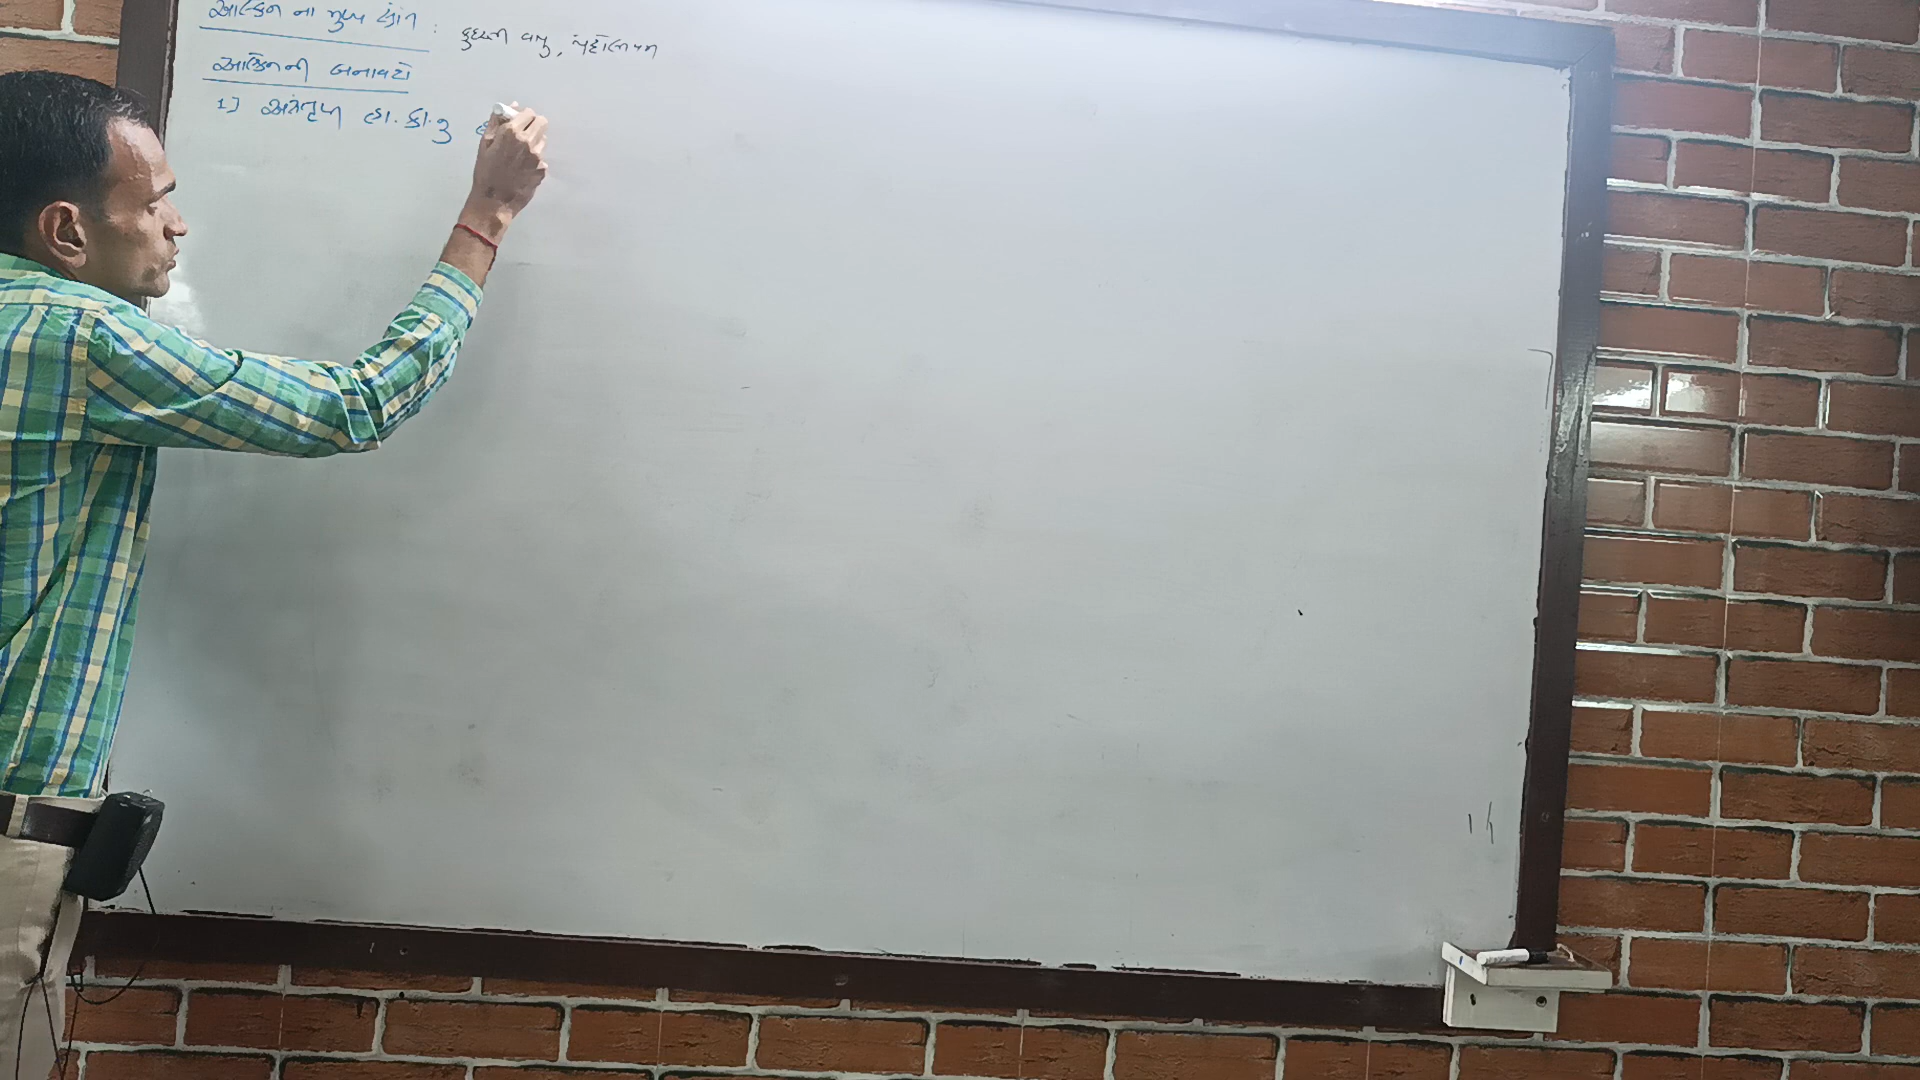 આલ્કેન ના મુખ્ય સ્ત્રોત : કુદરતી વાયુ, પેટ્રોલિયમ
આલ્કેનની બનાવટો
1] અસંતૃપ્ત હા.કા.નુ